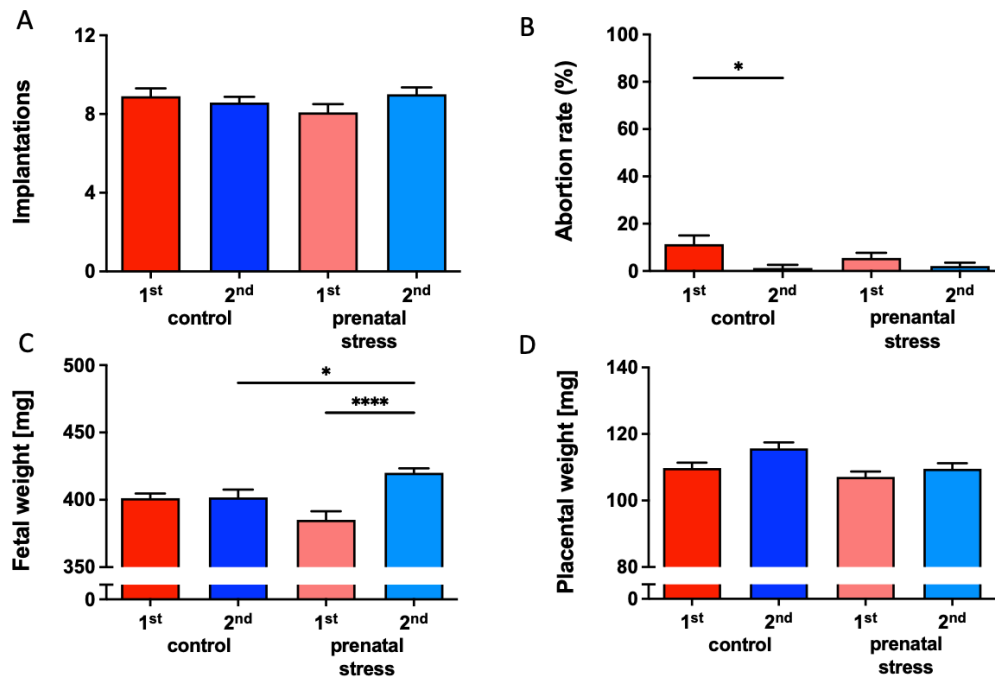 A
Implantations
12
8
4
0
1st 2nd 1st 2nd
control prenatal
stress
B
Abortion rate (%)
100
80
60
40
20
0
*
1st 2nd 1st 2nd
control prenantal
stress
C
Fetal weight [mg]
500
450
400
350
0
*
****
1st 2nd 1st 2nd
control prenatal
stress
D
Placental weight [mg]
140
120
100
80
0
1st 2nd 1st 2nd
control prenatal
stress